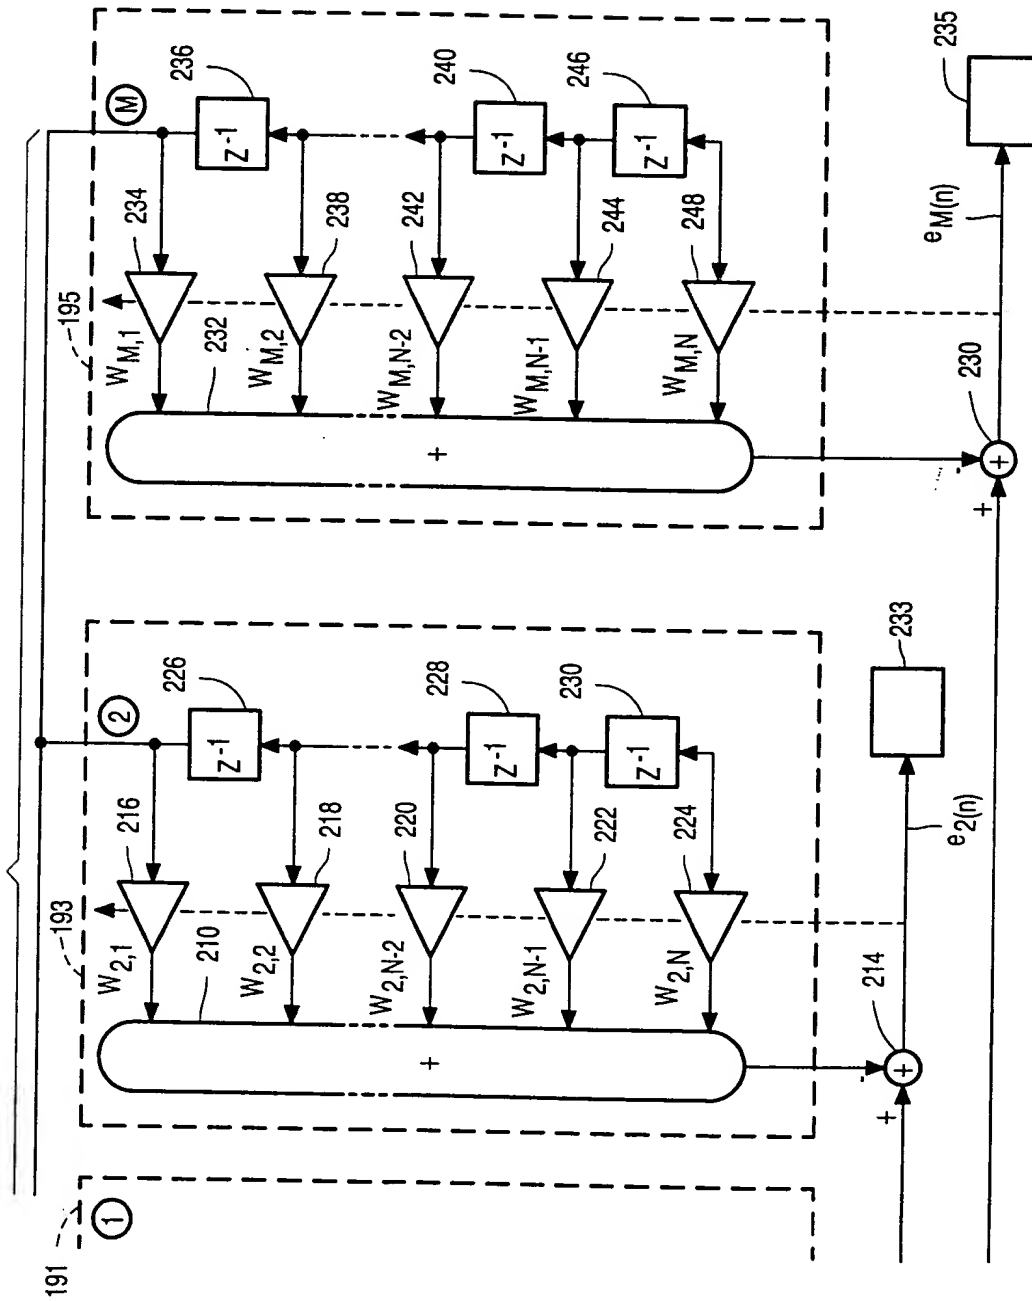 191
1
193
2
W2,1
216
226
Z-1
210
W2,2
218
W2,N-2
220
228
Z-1
+
W2,N-1
222
230
Z-1
W2,N
224
214
-
+
+
e2(n)
233
195
M
WM,1
234
236
Z-1
232
WM,2
238
WM,N-2
242
240
Z-1
+
WM,N-1
244
246
Z-1
WM,N
248
230
-
+
+
eM(n)
235